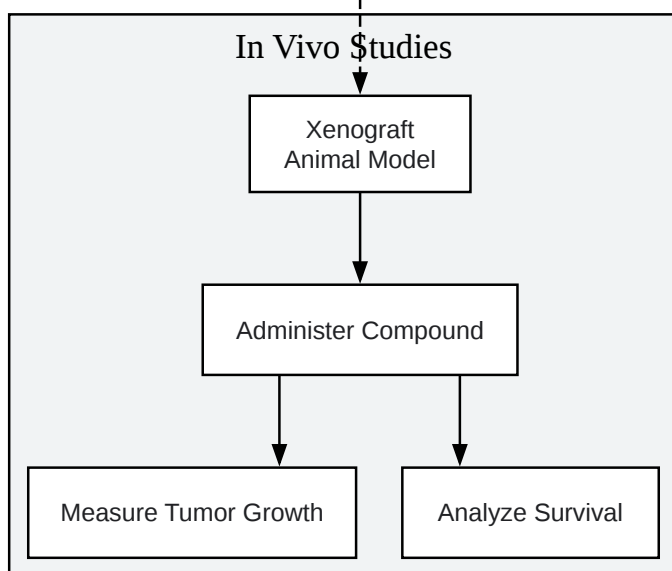 In Vivo Studies
Xenograft
Animal Model
Administer Compound
Measure Tumor Growth
Analyze Survival